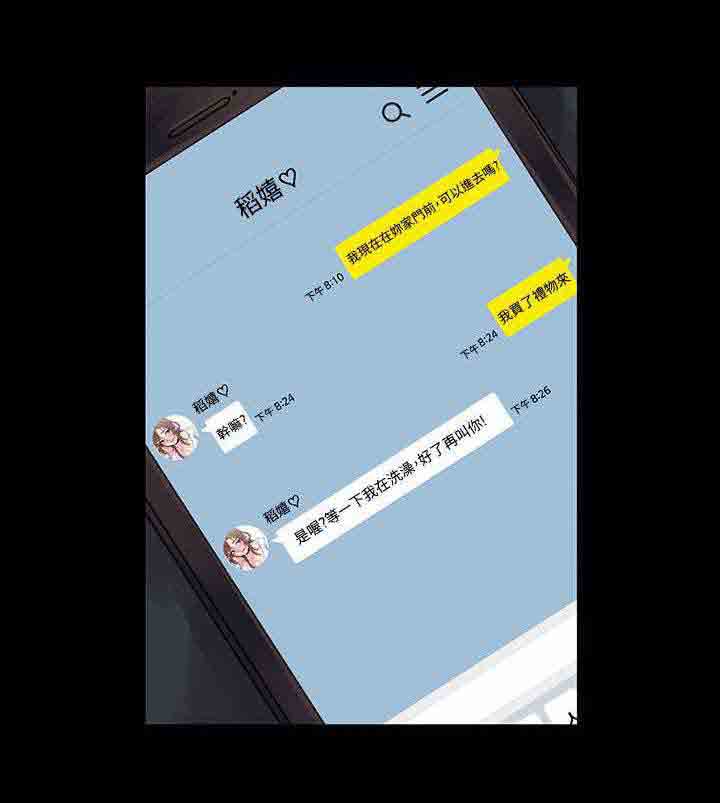 稻嬉♡
我現在在妳家門前,可以進去嗎?
下午 8:10
我買了禮物來
下午 8:24
稻嬉♡
幹嘛?
下午 8:24
稻嬉♡
是喔?等一下我在洗澡,好了再叫你!
下午 8:26